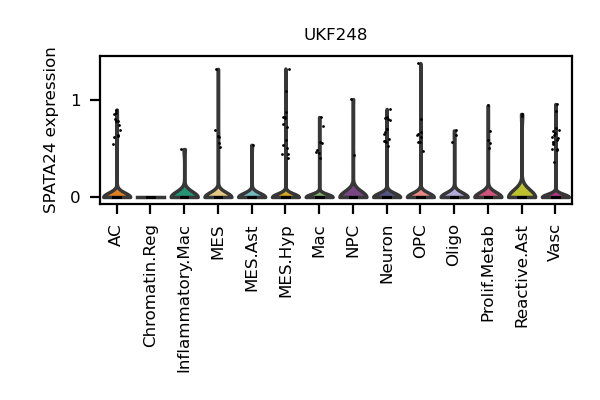 UKF248
SPATA24 expression
1
0
AC
Chromatin.Reg
Inflammatory.Mac
MES
MES.Ast
MES.Hyp
Mac
NPC
Neuron
OPC
Oligo
Prolif.Metab
Reactive.Ast
Vasc